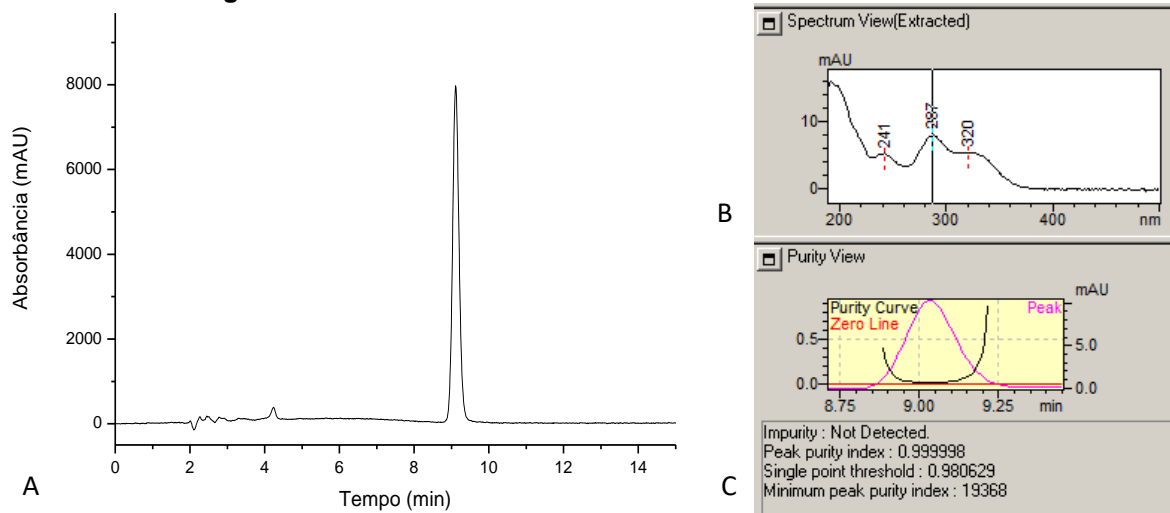 Absorbância (mAU)
8000
6000
4000
2000
0
0 2 4 6 8 10 12 14
Tempo (min)
A
Spectrum View(Extracted)
mAU
10
0
241
287
320
200 300 400 nm
B
Purity View
mAU
Purity Curve
Peak
Zero Line
0.5
0.0
5.0
0.0
8.75 9.00 9.25 min
Impurity : Not Detected.
Peak purity index : 0.999998
Single point threshold : 0.980629
Minimum peak purity index : 19368
C